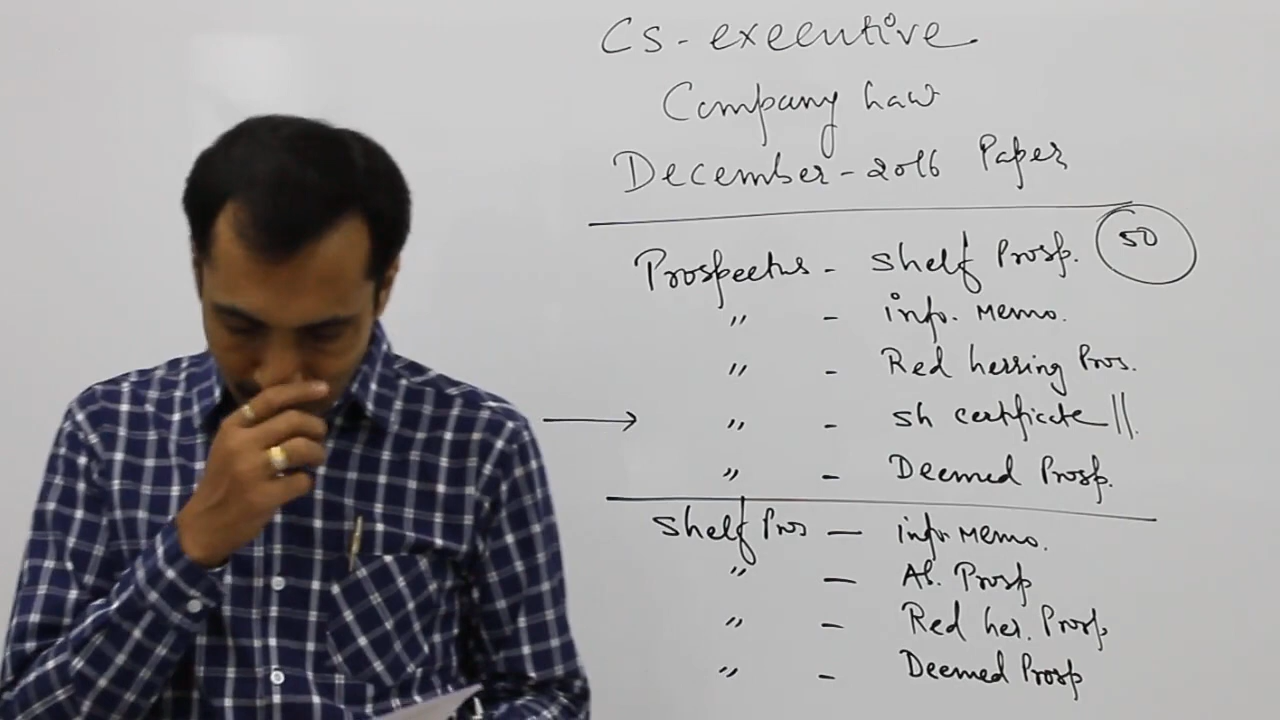 CS-executive
Company Law
December-2016 Paper
Prospectus - Shelf Prosp. 50
" - info. Memo.
" - Red herring Pros.
" - Sh certificate ||.
" - Deemed Prosp.
Shelf Pros - info Memo.
" - Ab. Prosp
" - Red her. Prosp
" - Deemed Prosp